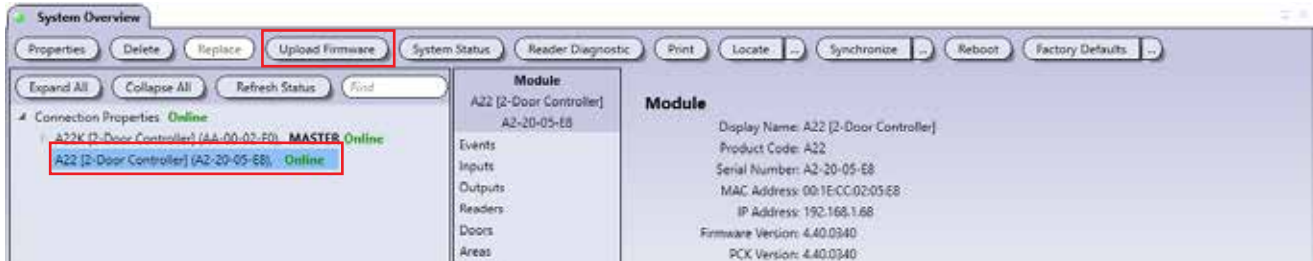 System Overview
Properties Delete Replace Upload Firmware System Status Reader Diagnostic Print Locate ... Synchronize ... Reboot Factory Defaults ...
Expand All Collapse All Refresh Status Find
Connection Properties Online
A22K [2-Door Controller] (AA-00-02-F0), MASTER Online
A22 [2-Door Controller] (A2-20-05-E8), Online
Module
A22 [2-Door Controller]
A2-20-05-E8
Events
Inputs
Outputs
Readers
Doors
Areas
Module
Display Name: A22 [2-Door Controller]
Product Code: A22
Serial Number: A2-20-05-E8
MAC Address: 00:1E:CC:02:05:E8
IP Address: 192.168.1.68
Firmware Version: 4.40.0340
PCK Version: 4.40.0340